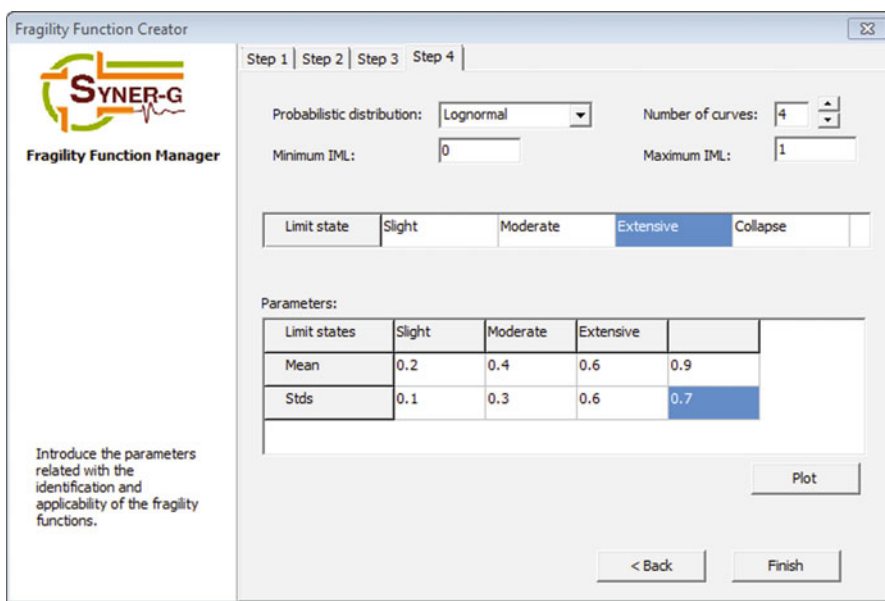 Fragility Function Creator
SYNER-G
Fragility Function Manager
Introduce the parameters
related with the
identification and
applicability of the fragility
functions.
Step 1 Step 2 Step 3 Step 4
Probabilistic distribution: Lognormal Number of curves: 4
Minimum IML: 0 Maximum IML: 1
Limit state Slight Moderate Extensive Collapse
Parameters:
Limit states Slight Moderate Extensive
Mean 0.2 0.4 0.6 0.9
Stds 0.1 0.3 0.6 0.7
Plot
< Back Finish